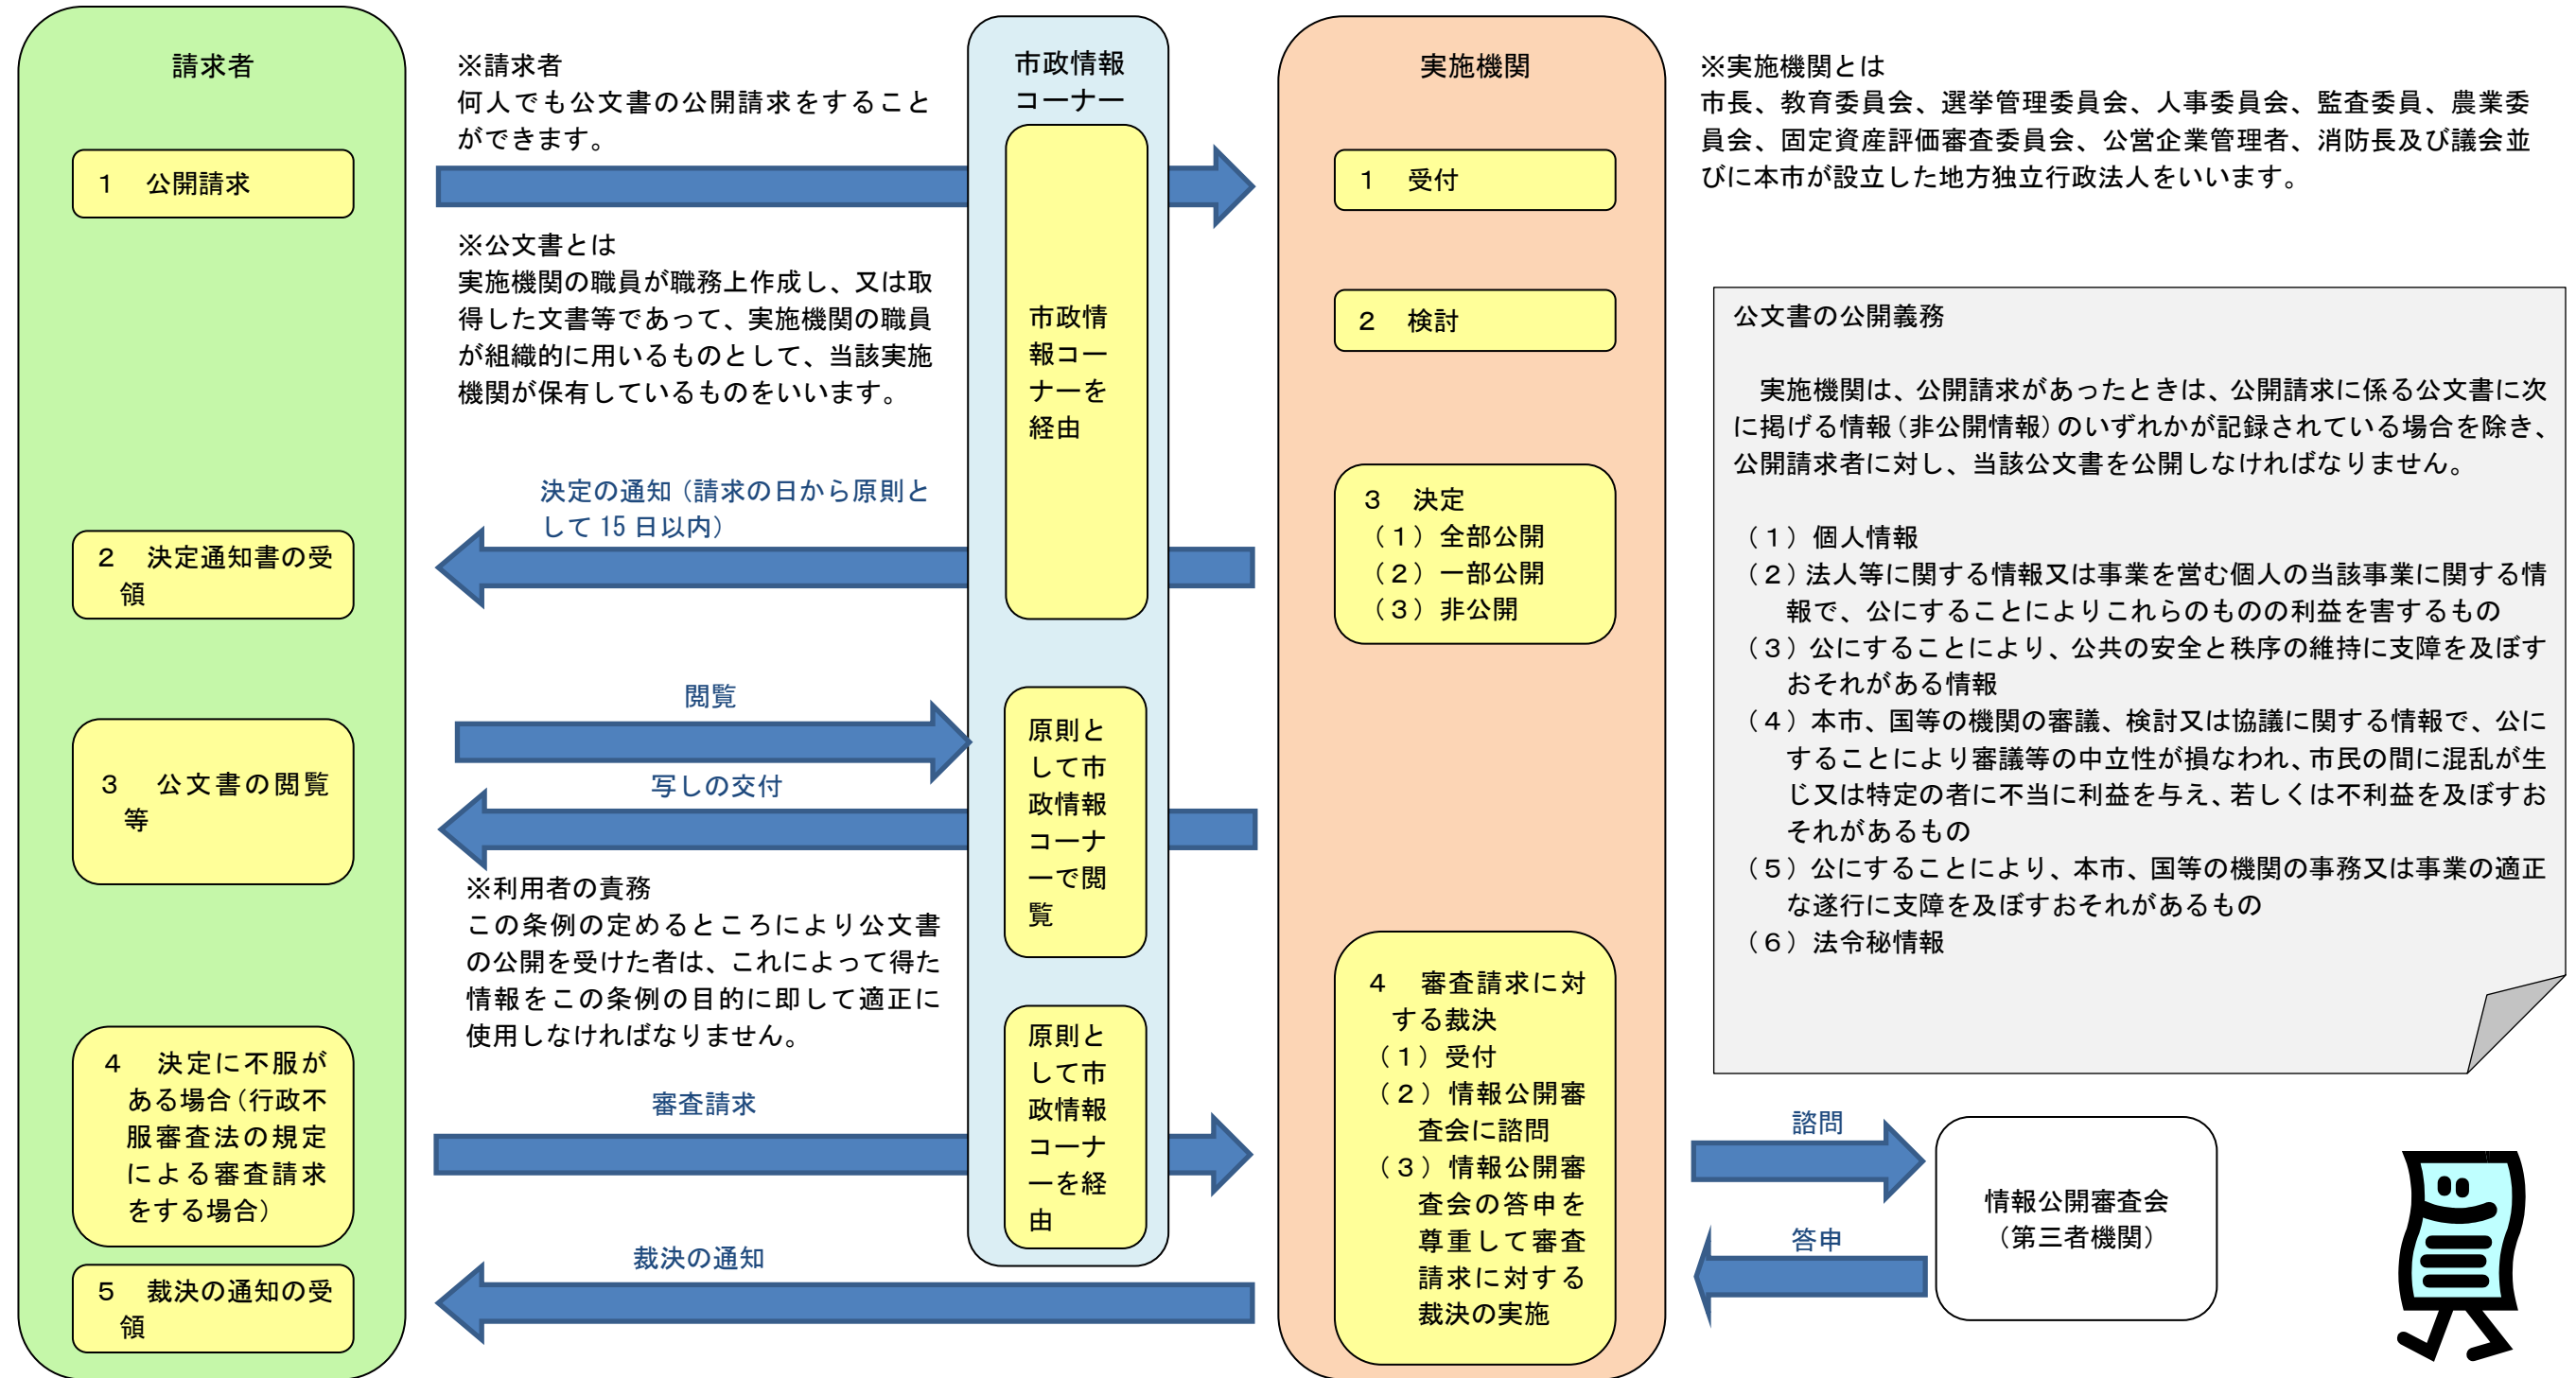 請求者
1　公開請求
2　決定通知書の受
領
3　公文書の閲覧
等
4　決定に不服が
ある場合（行政不
服審査法の規定
による審査請求
をする場合）
5　裁決の通知の受
領
※請求者
何人でも公文書の公開請求をすること
ができます。
※公文書とは
実施機関の職員が職務上作成し、又は取
得した文書等であって、実施機関の職員
が組織的に用いるものとして、当該実施
機関が保有しているものをいいます。
決定の通知（請求の日から原則と
して 15 日以内）
閲覧
写しの交付
※利用者の責務
この条例の定めるところにより公文書
の公開を受けた者は、これによって得た
情報をこの条例の目的に即して適正に
使用しなければなりません。
審査請求
裁決の通知
市政情報
コーナー
市政情
報コー
ナーを
経由
原則と
して市
政情報
コーナ
ーで閲
覧
原則と
して市
政情報
コーナ
ーを経
由
実施機関
1　受付
2　検討
3　決定
（1）全部公開
（2）一部公開
（3）非公開
4　審査請求に対
する裁決
（1）受付
（2）情報公開審
査会に諮問
（3）情報公開審
査会の答申を
尊重して審査
請求に対する
裁決の実施
※実施機関とは
市長、教育委員会、選挙管理委員会、人事委員会、監査委員、農業委
員会、固定資産評価審査委員会、公営企業管理者、消防長及び議会並
びに本市が設立した地方独立行政法人をいいます。
公文書の公開義務
実施機関は、公開請求があったときは、公開請求に係る公文書に次
に掲げる情報（非公開情報）のいずれかが記録されている場合を除き、
公開請求者に対し、当該公文書を公開しなければなりません。
（1）個人情報
（2）法人等に関する情報又は事業を営む個人の当該事業に関する情
報で、公にすることによりこれらのものの利益を害するもの
（3）公にすることにより、公共の安全と秩序の維持に支障を及ぼす
おそれがある情報
（4）本市、国等の機関の審議、検討又は協議に関する情報で、公に
することにより審議等の中立性が損なわれ、市民の間に混乱が生
じ又は特定の者に不当に利益を与え、若しくは不利益を及ぼすお
それがあるもの
（5）公にすることにより、本市、国等の機関の事務又は事業の適正
な遂行に支障を及ぼすおそれがあるもの
（6）法令秘情報
諮問
答申
情報公開審査会
（第三者機関）